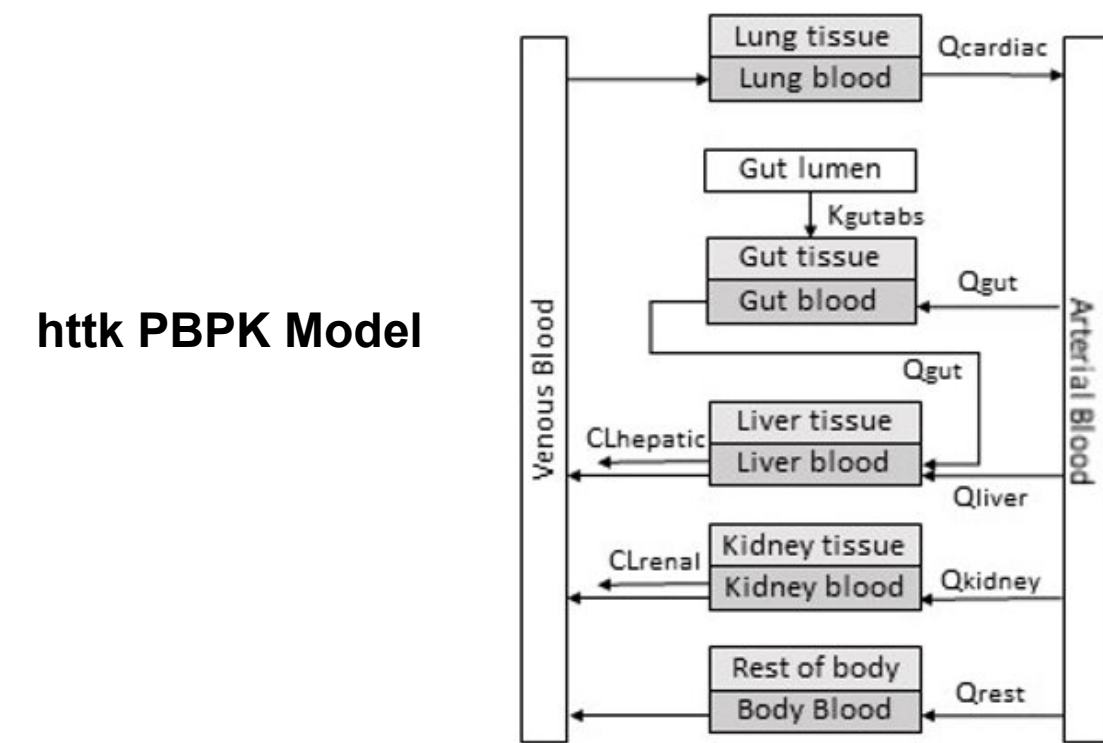 httk PBPK Model
Venous Blood
Lung tissue
Lung blood
Qcardiac
Gut lumen
Kgutabs
Gut tissue
Gut blood
Qgut
Qgut
Liver tissue
Liver blood
CLhepatic
Qliver
Kidney tissue
Kidney blood
CLrenal
Qkidney
Rest of body
Body Blood
Qrest
Arterial Blood